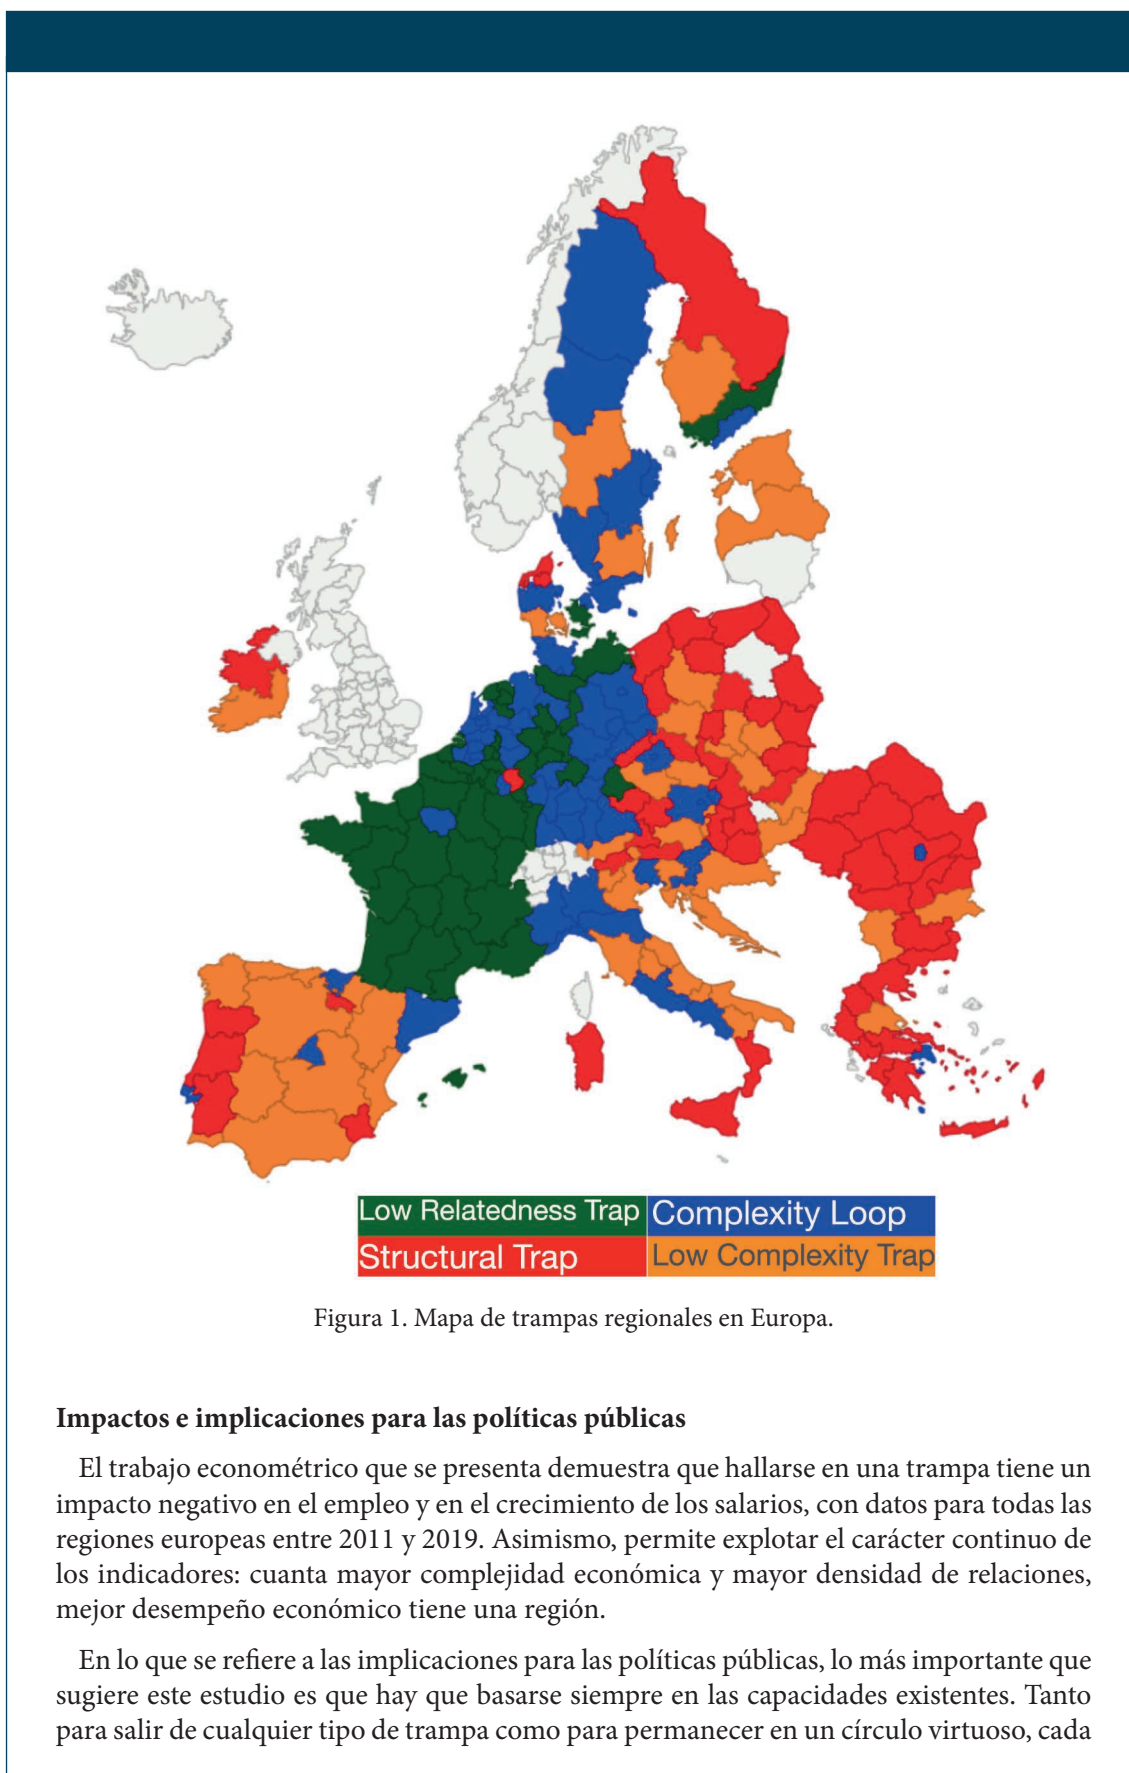 Low Relatedness Trap
Complexity Loop
Structural Trap
Low Complexity Trap
Figura 1. Mapa de trampas regionales en Europa.
Impactos e implicaciones para las políticas públicas
El trabajo econométrico que se presenta demuestra que hallarse en una trampa tiene un
impacto negativo en el empleo y en el crecimiento de los salarios, con datos para todas las
regiones europeas entre 2011 y 2019. Asimismo, permite explotar el carácter continuo de
los indicadores: cuanta mayor complejidad económica y mayor densidad de relaciones,
mejor desempeño económico tiene una región.
En lo que se refiere a las implicaciones para las políticas públicas, lo más importante que
sugiere este estudio es que hay que basarse siempre en las capacidades existentes. Tanto
para salir de cualquier tipo de trampa como para permanecer en un círculo virtuoso, cada